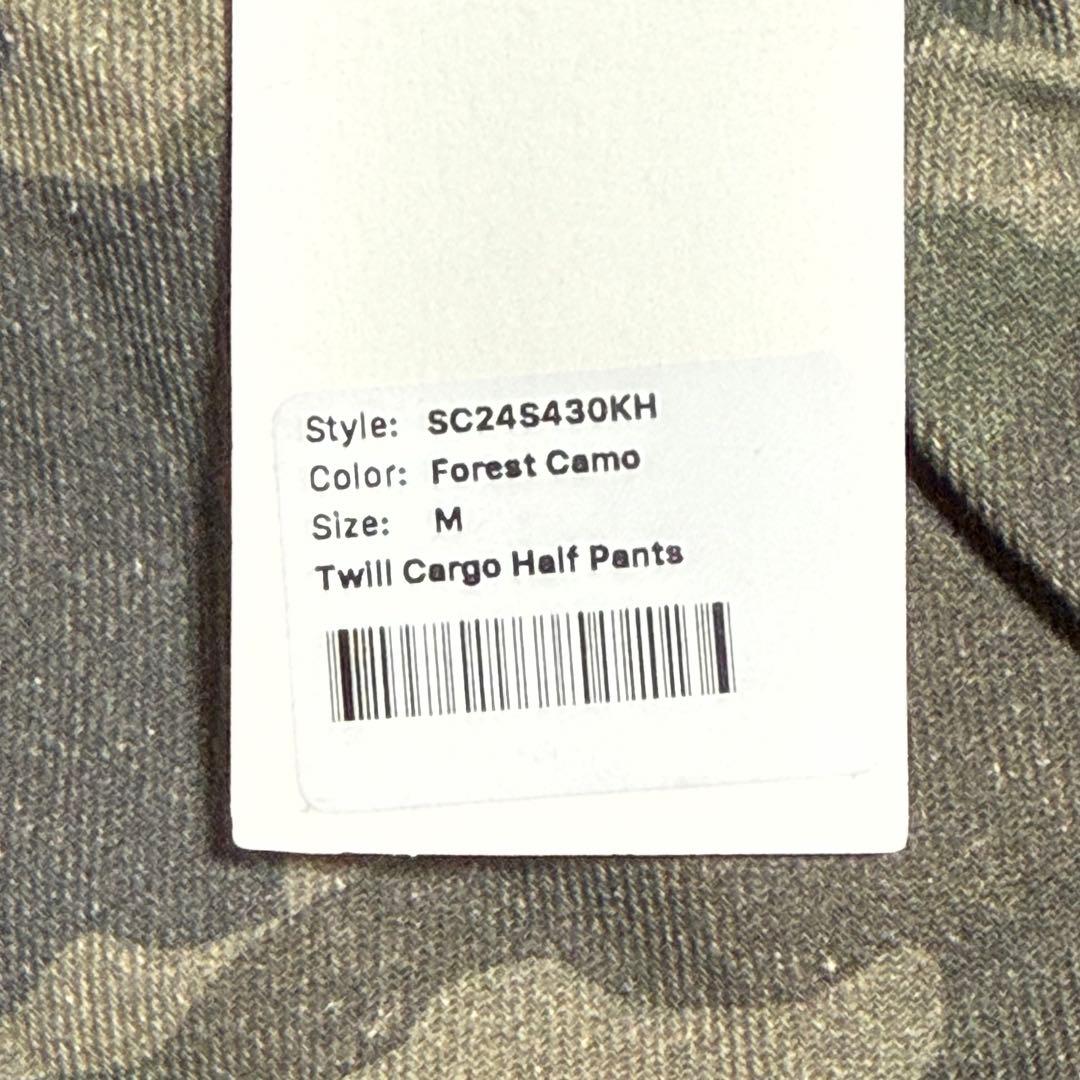 Style: SC24S430KH
Color: Forest Camo
Size: M
Twill Cargo Half Pants